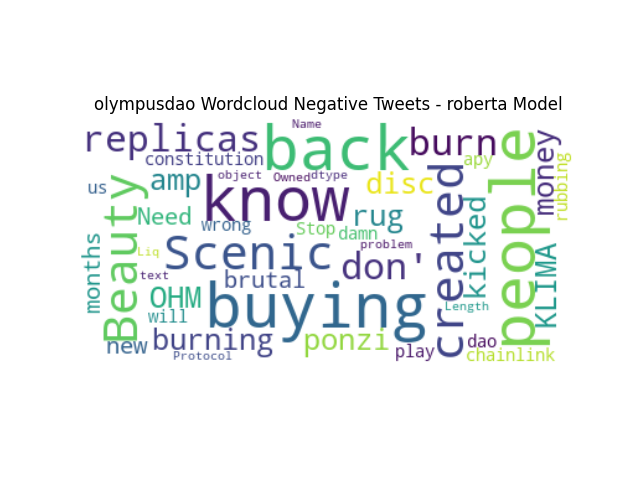 olympusdao Wordcloud Negative Tweets - roberta Model
Name
replicas
back
burn
people
money
constitution
apy
rubbing
us
amp
object
Owned
dtype
disc
Beauty
know
created
Need
wrong
rug
kicked
Stop
damn
months
Liq
Scenic
problem
don'
KLIMA
text
brutal
OHM
buying
Length
will
new
burning
ponzi
play
dao
Protocol
chainlink